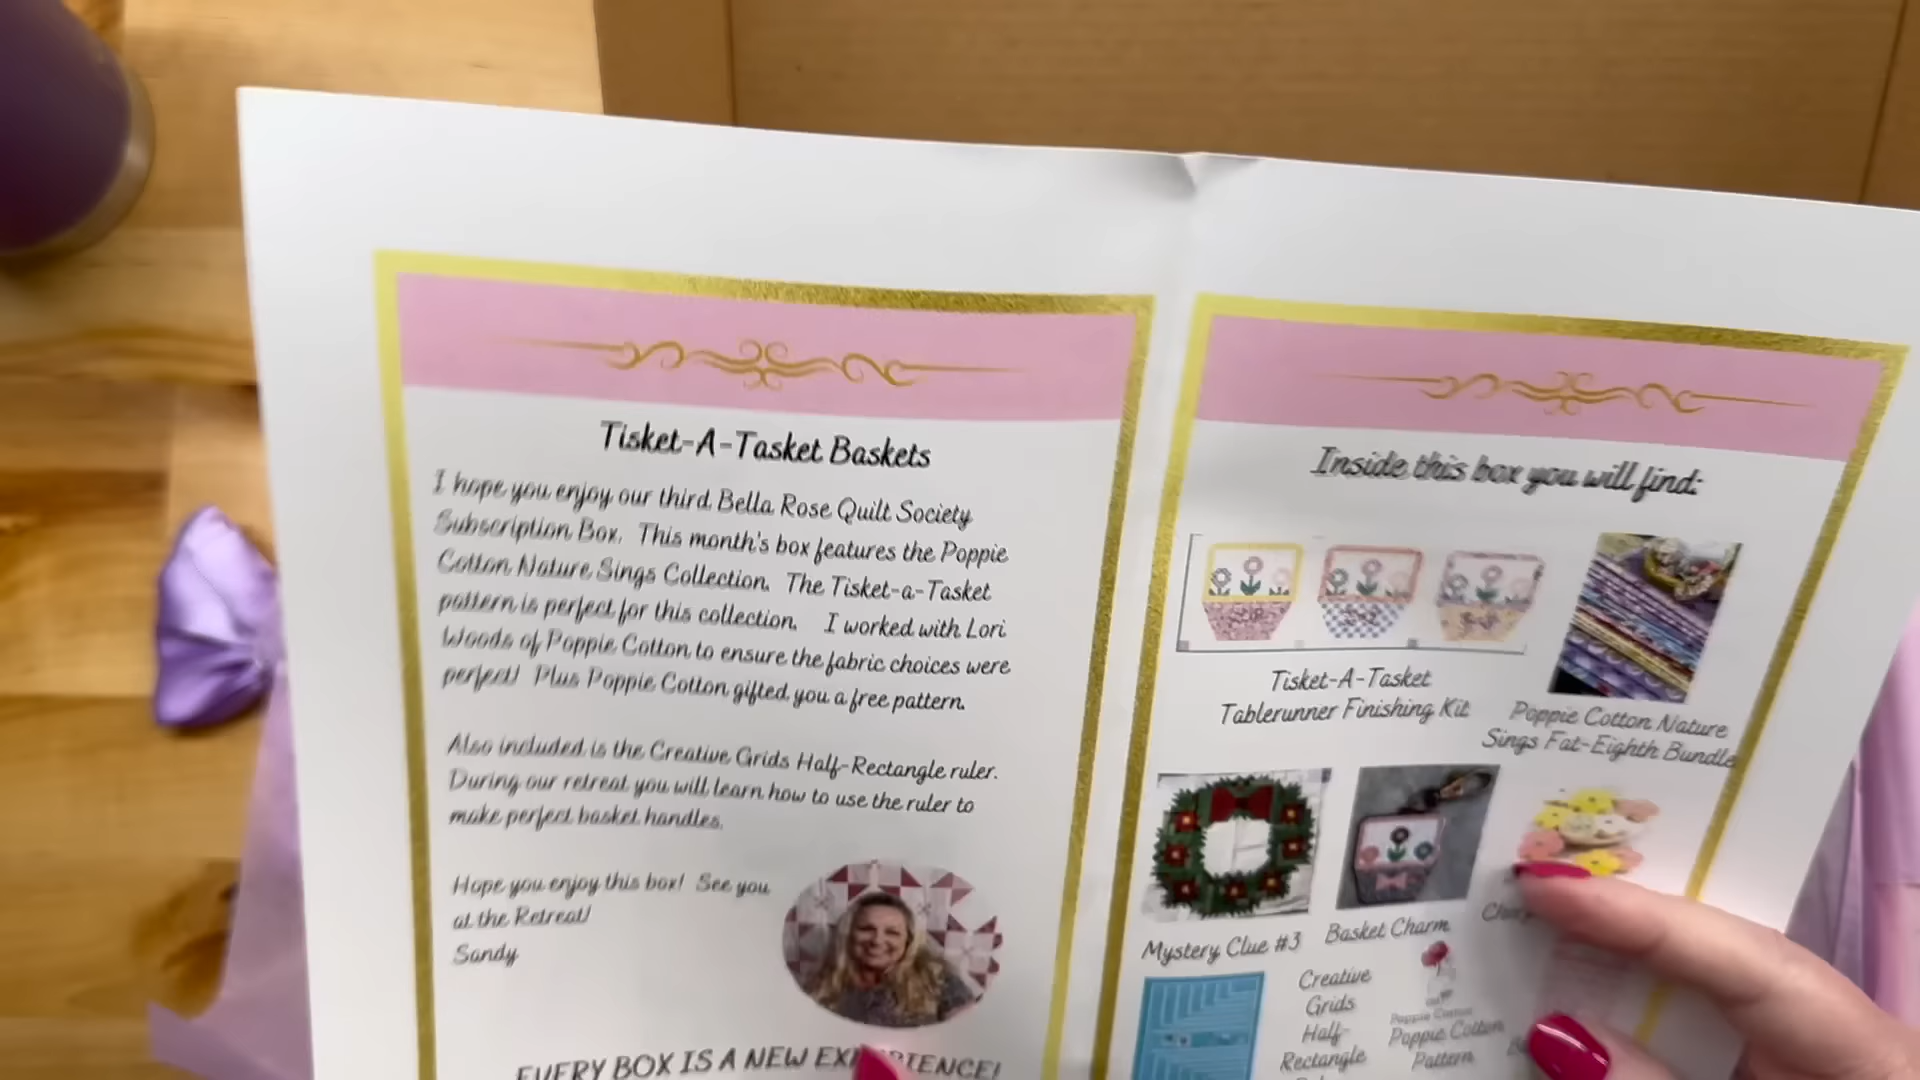 Tisket-A-Tasket Baskets
I hope you enjoy our third Bella Rose Quilt Society
Subscription Box. This month's box features the Poppie
Cotton Nature Sings Collection. The Tisket-a-Tasket
pattern is perfect for this collection. I worked with Lori
Woods of Poppie Cotton to ensure the fabric choices were
perfect! Plus Poppie Cotton gifted you a free pattern.
Also included is the Creative Grids Half-Rectangle ruler.
During our retreat you will learn how to use the ruler to
make perfect basket handles.
Hope you enjoy this box! See you
at the Retreat!
Sandy
EVERY BOX IS A NEW
Inside this box you will find:
Tisket-A-Tasket
Tablerunner Finishing Kit
Poppie Cotton Nature
Sings Fat-Eighth Bundle
Mystery Clue #3
Basket Charm
Creative
Grids
Half-
Rectangle
Poppie Cotton
Poppie Cotton
Pattern